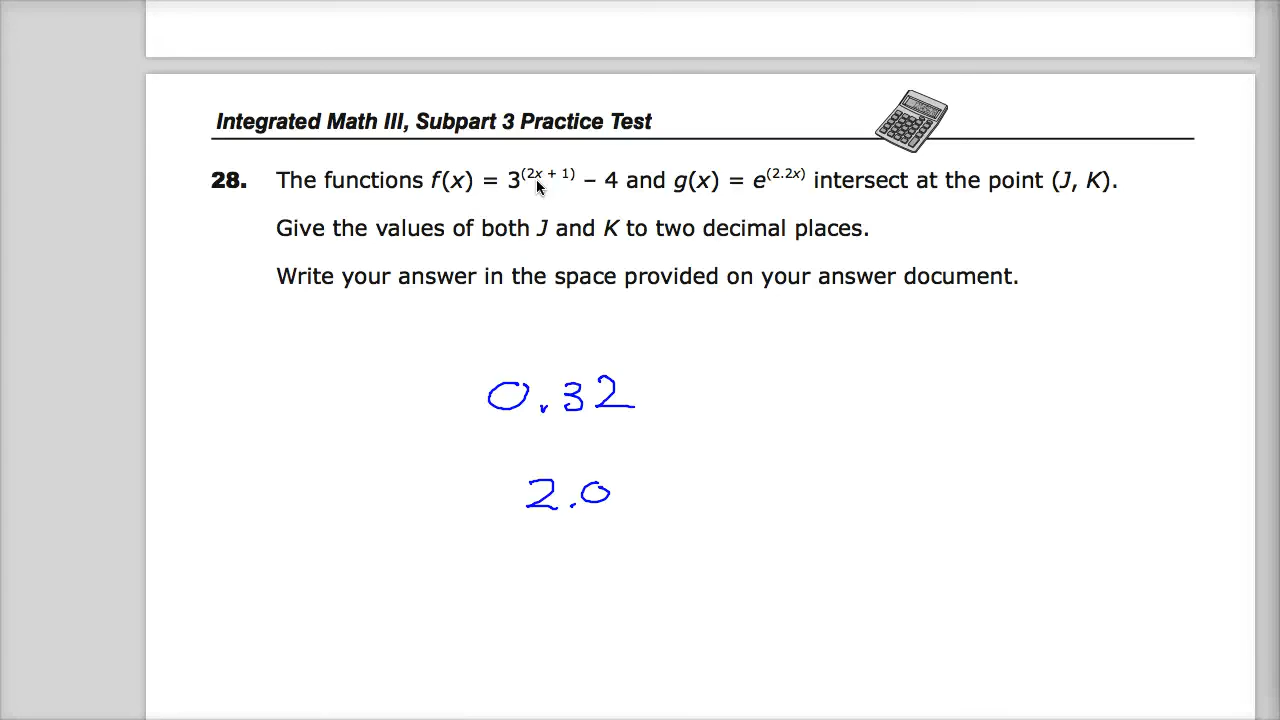 Integrated Math III, Subpart 3 Practice Test
28. The functions f(x) = 3^(2x + 1) – 4 and g(x) = e^(2.2x) intersect at the point (J, K).
Give the values of both J and K to two decimal places.
Write your answer in the space provided on your answer document.
0.32
2.0